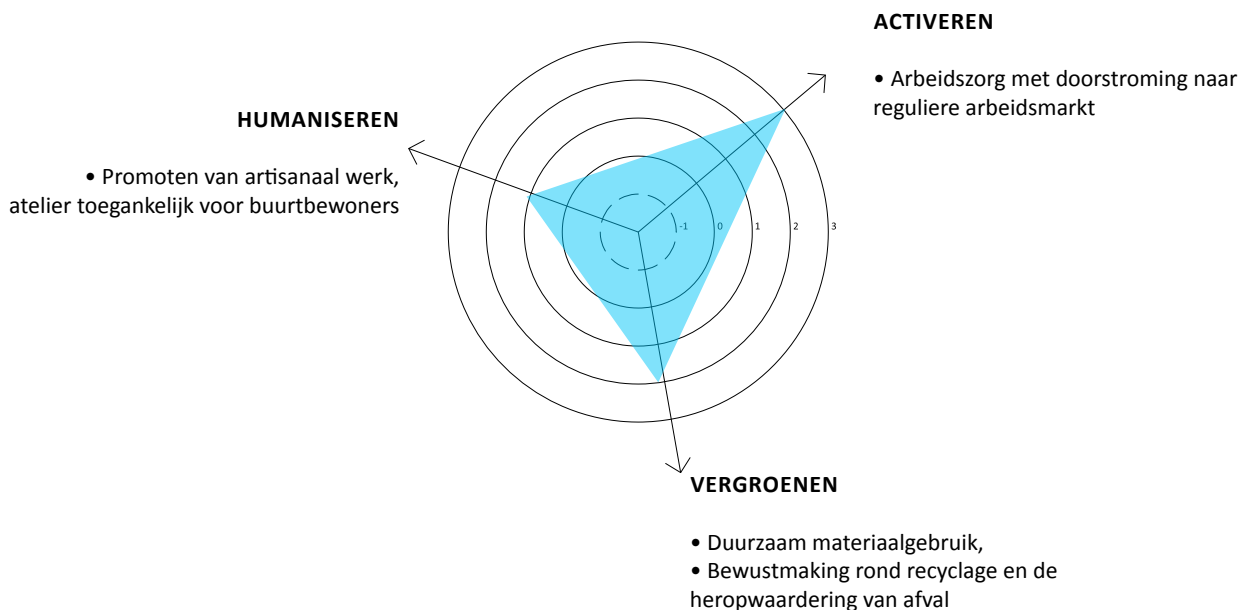 ACTIVEREN
• Arbeidszorg met doorstroming naar
reguliere arbeidsmarkt
HUMANISEREN
• Promoten van artisanaal werk,
atelier toegankelijk voor buurtbewoners
-1 0 1 2 3
VERGROENEN
• Duurzaam materiaalgebruik,
• Bewustmaking rond recyclage en de
heropwaardering van afval